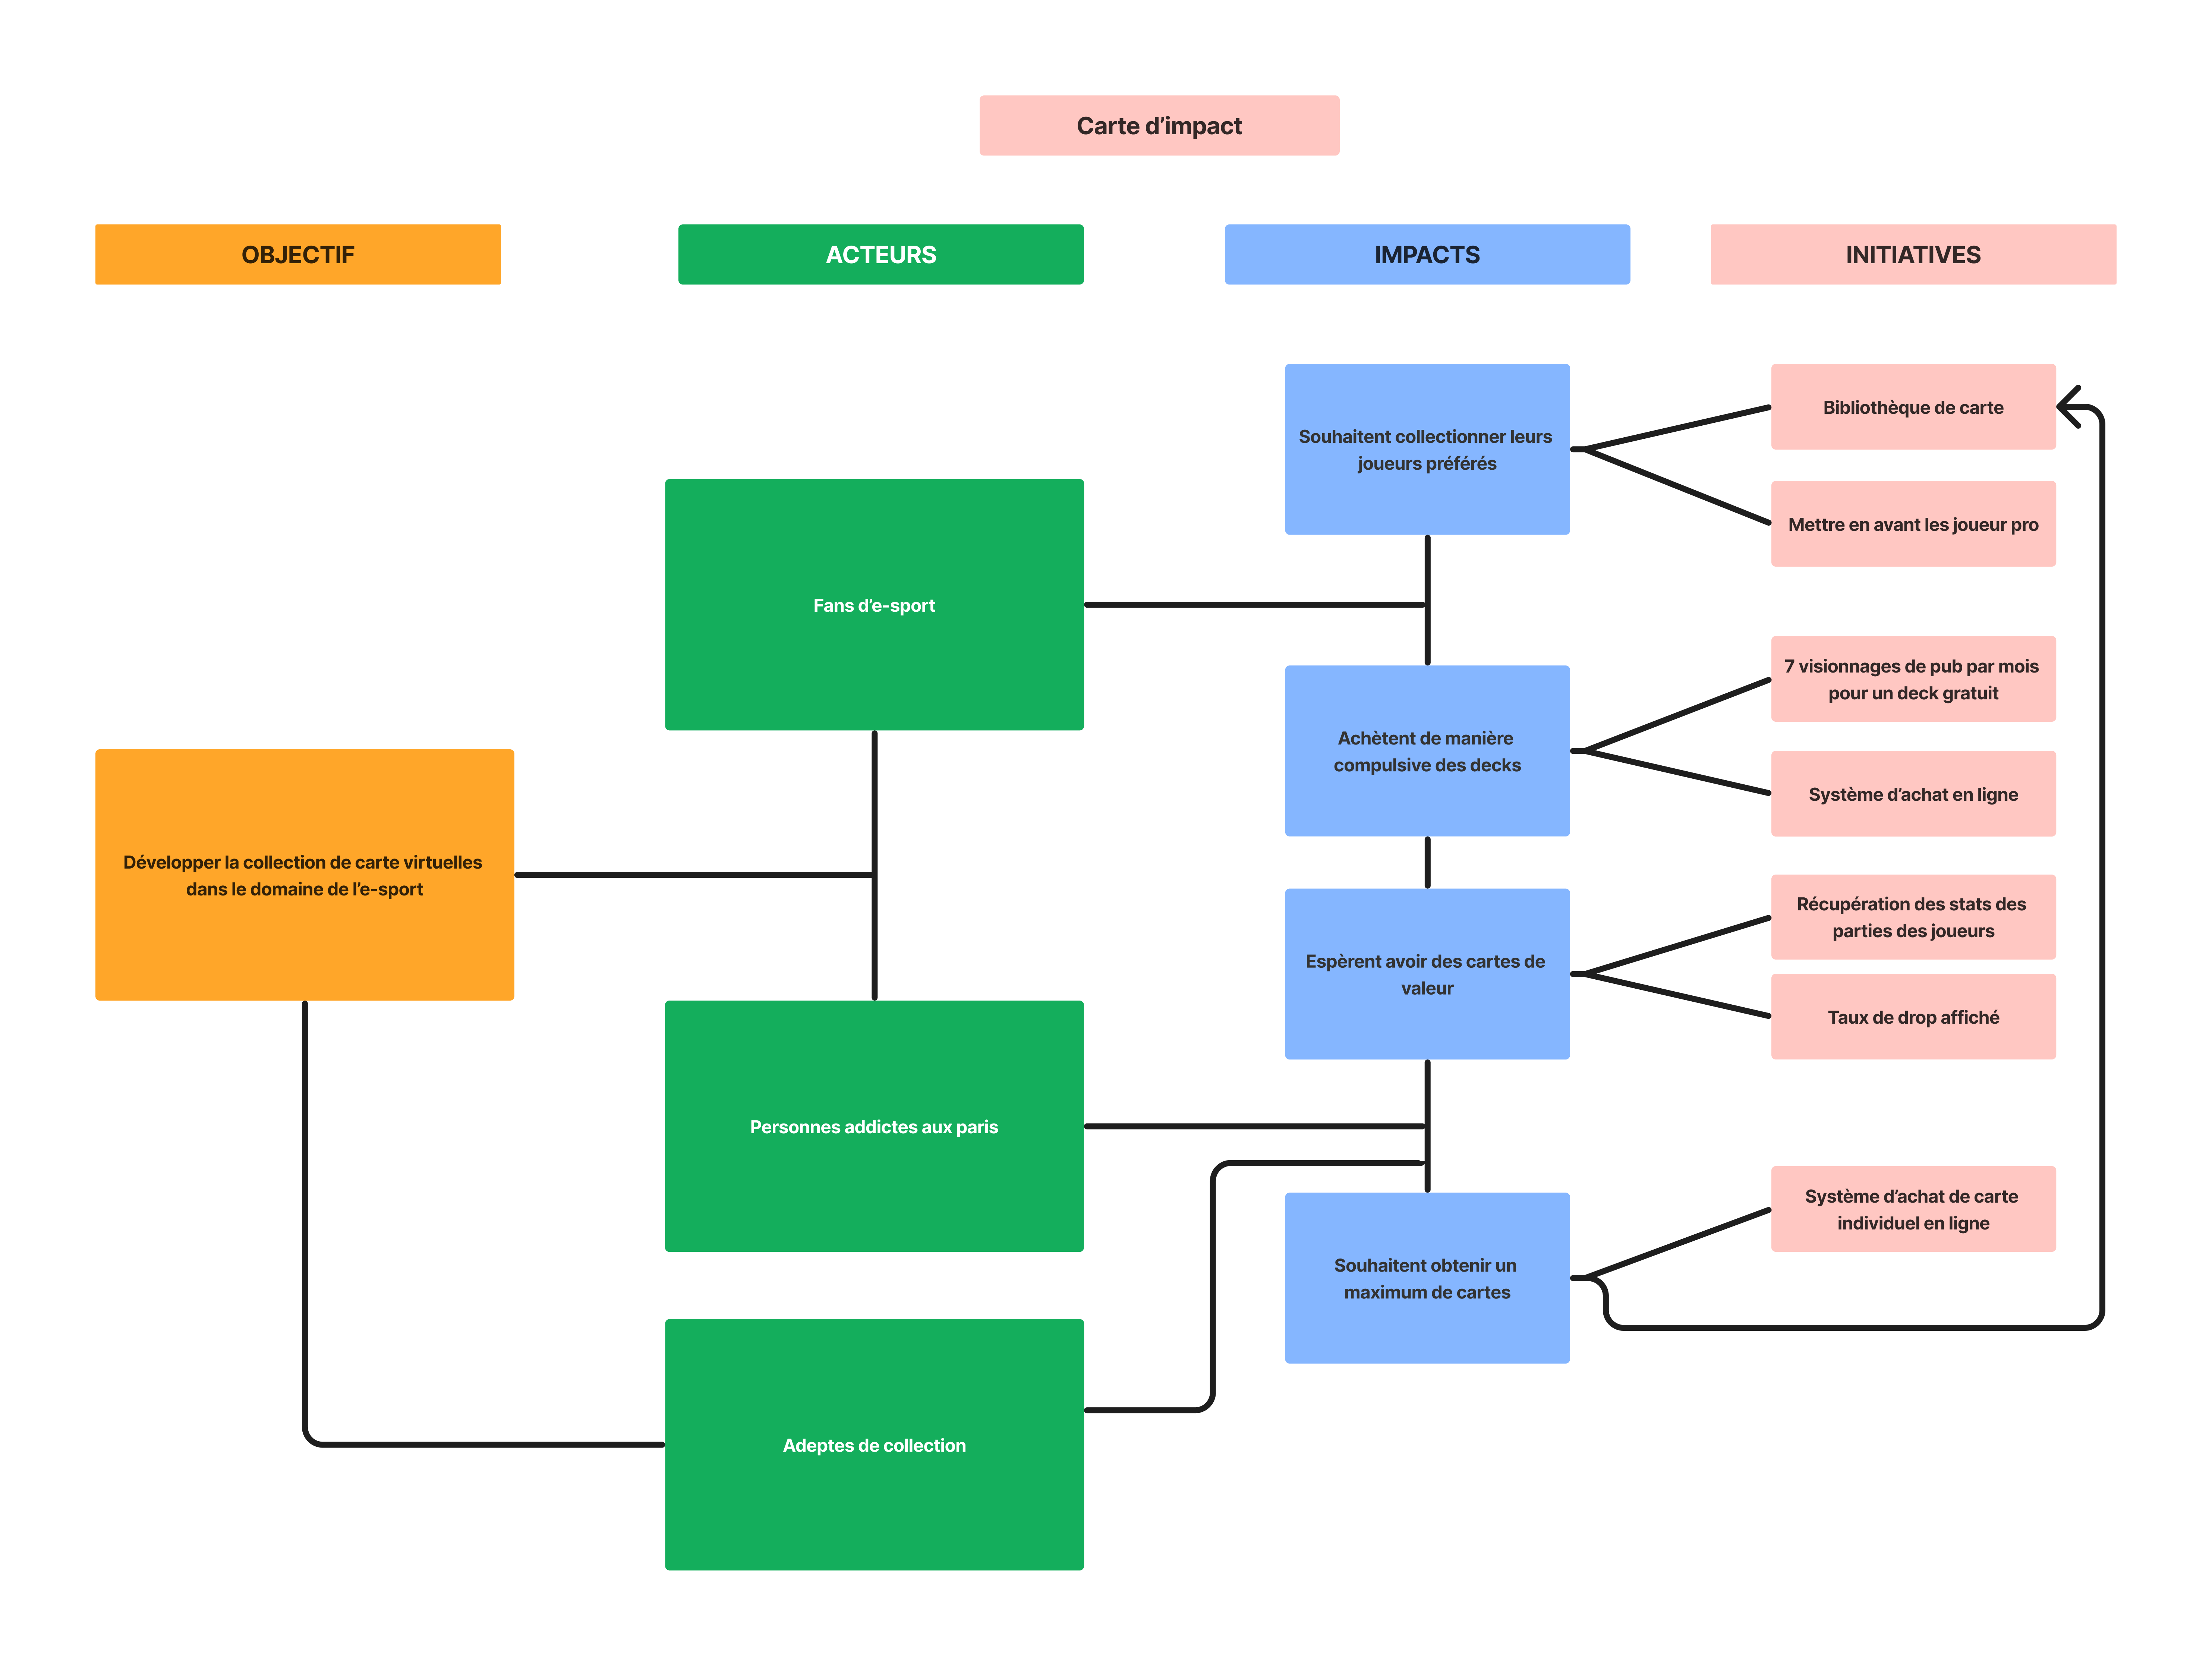 Carte d’impact
OBJECTIF
ACTEURS
IMPACTS
INITIATIVES
Développer la collection de carte virtuelles
dans le domaine de l’e-sport
Fans d’e-sport
Personnes addictes aux paris
Adeptes de collection
Souhaitent collectionner leurs
joueurs préférés
Achètent de manière
compulsive des decks
Espèrent avoir des cartes de
valeur
Souhaitent obtenir un
maximum de cartes
Bibliothèque de carte
Mettre en avant les joueur pro
7 visionnages de pub par mois
pour un deck gratuit
Système d’achat en ligne
Récupération des stats des
parties des joueurs
Taux de drop affiché
Système d’achat de carte
individuel en ligne